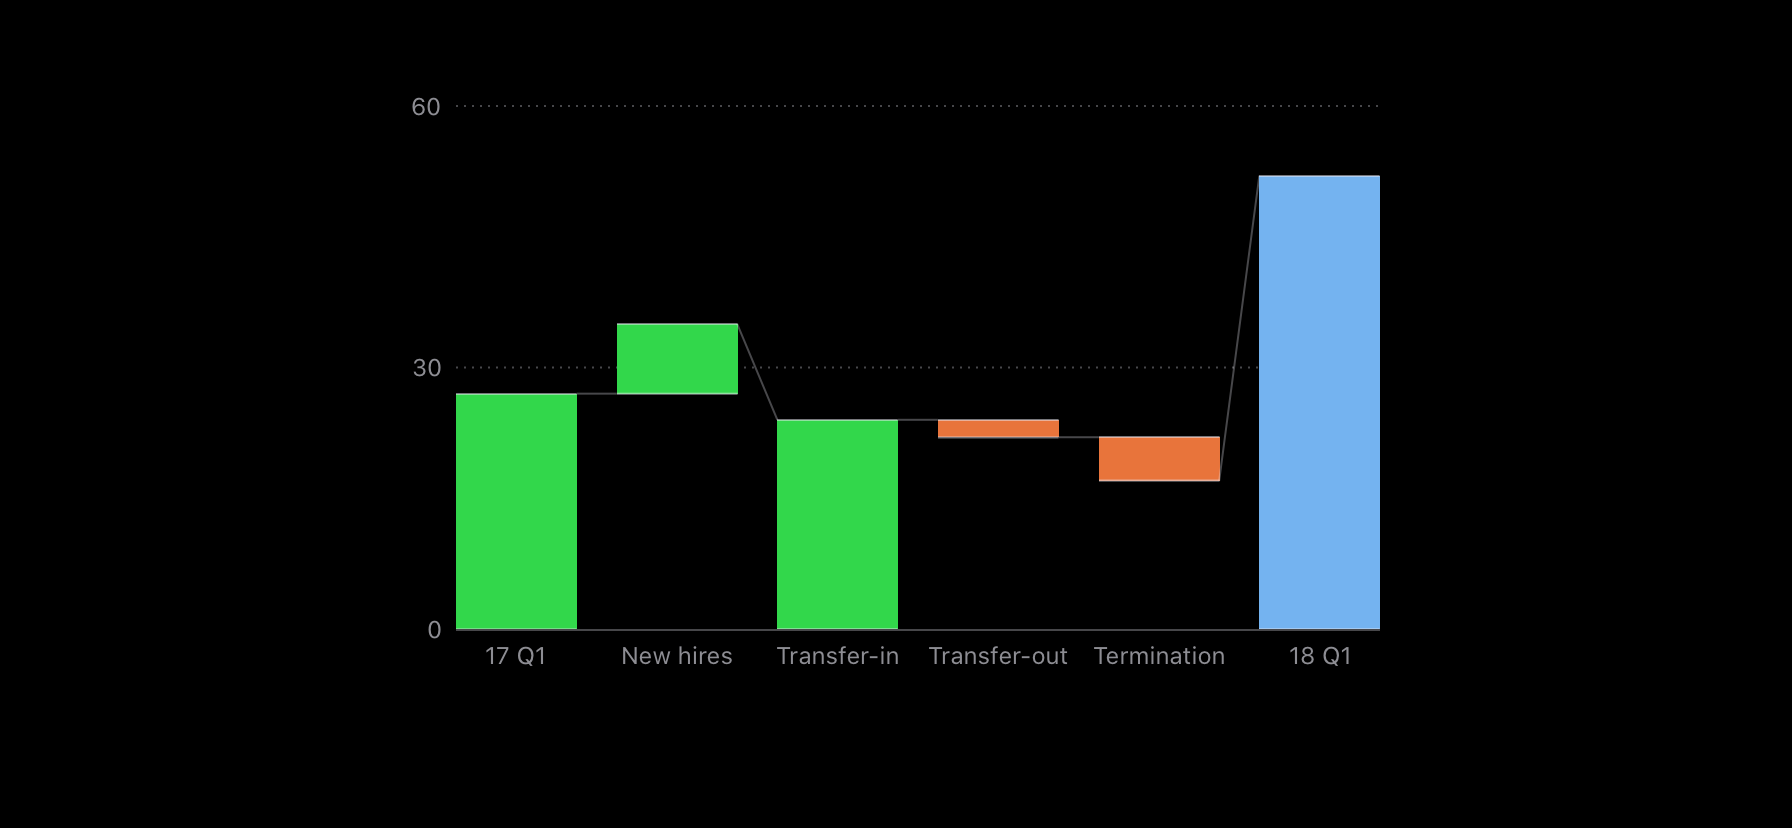 60
30
0
17 Q1
New hires
Transfer-in
Transfer-out
Termination
18 Q1